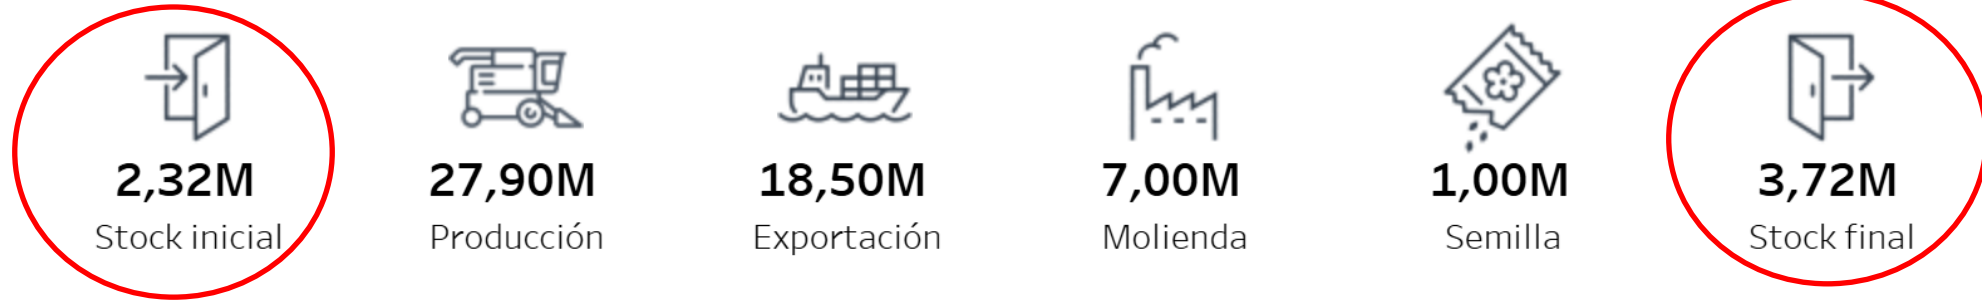 2,32M 27,90M 18,50M 7,00M 1,00M 3,72M
Stock inicial Producción Exportación Molienda Semilla Stock final